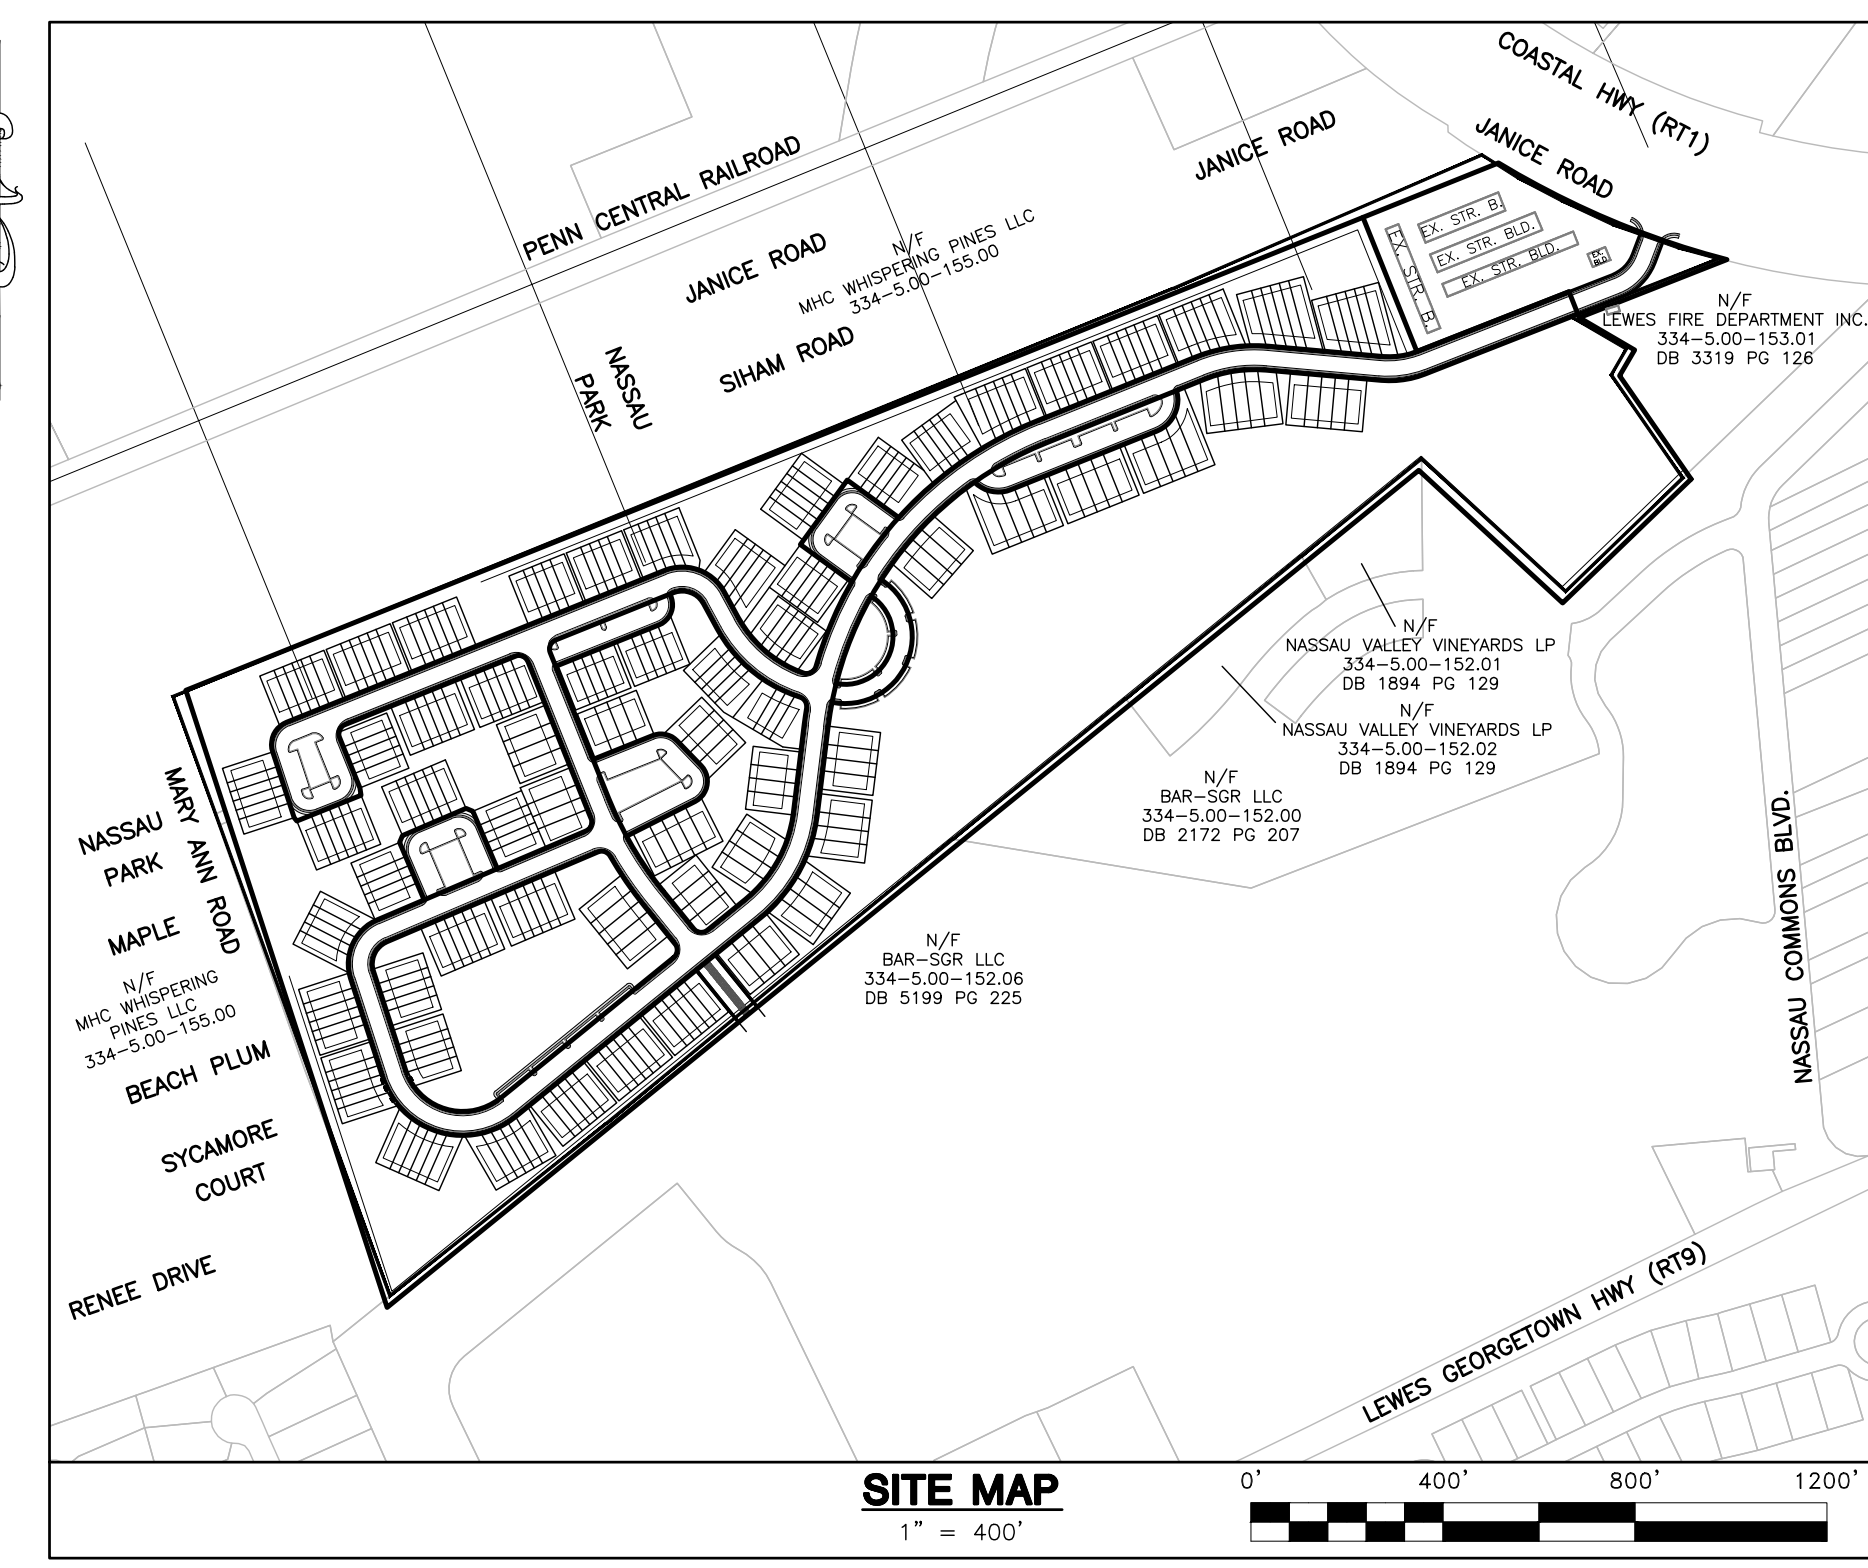 COASTAL HWY (RT1)
JANICE ROAD
JANICE ROAD
PENN CENTRAL RAILROAD
JANICE ROAD
N/F
MHC WHISPERING PINES LLC
334-5.00-155.00
SIHAM ROAD
NASSAU
PARK
EX. STR. B.
EX. STR. BLD.
EX. STR. BLD.
EX. STR. B.
EX.
BLD
N/F
LEWES FIRE DEPARTMENT INC.
334-5.00-153.01
DB 3319 PG 126
N/F
NASSAU VALLEY VINEYARDS LP
334-5.00-152.01
DB 1894 PG 129
N/F
NASSAU VALLEY VINEYARDS LP
334-5.00-152.02
DB 1894 PG 129
N/F
BAR-SGR LLC
334-5.00-152.00
DB 2172 PG 207
N/F
BAR-SGR LLC
334-5.00-152.06
DB 5199 PG 225
NASSAU COMMONS BLVD.
MARY ANN ROAD
NASSAU
PARK
MAPLE
N/F
MHC WHISPERING
PINES LLC
334-5.00-155.00
BEACH PLUM
SYCAMORE
COURT
RENEE DRIVE
LEWES GEORGETOWN HWY (RT9)
SITE MAP
1" = 400'
0' 400' 800' 1200'